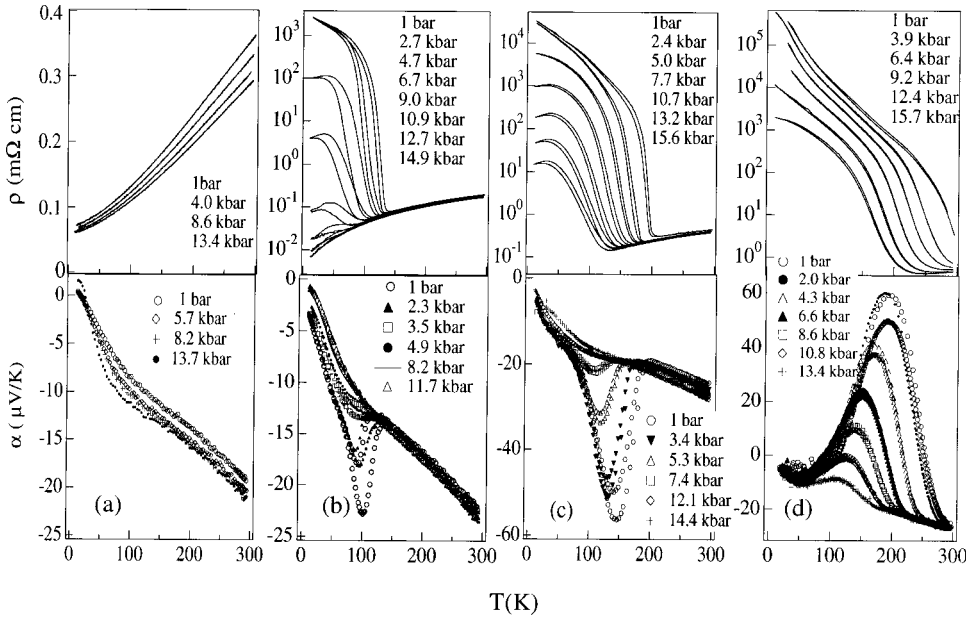 ρ (mΩ cm)
0.4
0.3
0.2
0.1
0
1bar
4.0 kbar
8.6 kbar
13.4 kbar
10³
10²
10¹
10⁰
10⁻¹
10⁻²
1 bar
2.7 kbar
4.7 kbar
6.7 kbar
9.0 kbar
10.9 kbar
12.7 kbar
14.9 kbar
10⁴
10³
10²
10¹
10⁰
10⁻¹
1bar
2.4 kbar
5.0 kbar
7.7 kbar
10.7 kbar
13.2 kbar
15.6 kbar
10⁵
10⁴
10³
10²
10¹
10⁰
1 bar
3.9 kbar
6.4 kbar
9.2 kbar
12.4 kbar
15.7 kbar
α (μV/K)
0
-5
-10
-15
-20
-25
1 bar
5.7 kbar
8.2 kbar
13.7 kbar
(a)
0 100 200 300
0
-5
-10
-15
-20
-25
1 bar
2.3 kbar
3.5 kbar
4.9 kbar
8.2 kbar
11.7 kbar
(b)
0 100 200 300
0
-20
-40
-60
1 bar
3.4 kbar
5.3 kbar
7.4 kbar
12.1 kbar
14.4 kbar
(c)
0 100 200 300
60
40
20
0
-20
1 bar
2.0 kbar
4.3 kbar
6.6 kbar
8.6 kbar
10.8 kbar
13.4 kbar
(d)
0 100 200 300
T(K)